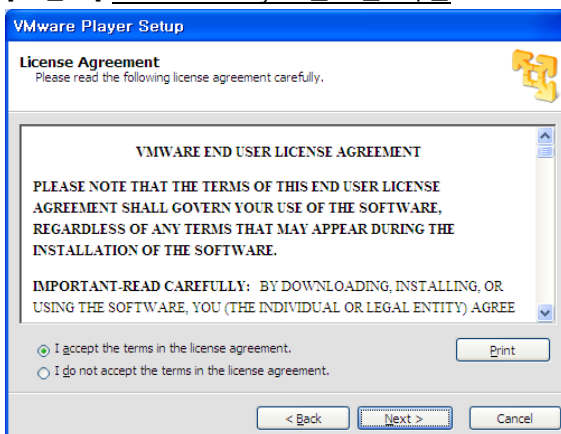 VMware Player Setup
License Agreement
Please read the following license agreement carefully.
VMWARE END USER LICENSE AGREEMENT
PLEASE NOTE THAT THE TERMS OF THIS END USER LICENSE
AGREEMENT SHALL GOVERN YOUR USE OF THE SOFTWARE,
REGARDLESS OF ANY TERMS THAT MAY APPEAR DURING THE
INSTALLATION OF THE SOFTWARE.
IMPORTANT-READ CAREFULLY: BY DOWNLOADING, INSTALLING, OR
USING THE SOFTWARE, YOU (THE INDIVIDUAL OR LEGAL ENTITY) AGREE
I accept the terms in the license agreement.
Print
I do not accept the terms in the license agreement.
< Back
Next >
Cancel